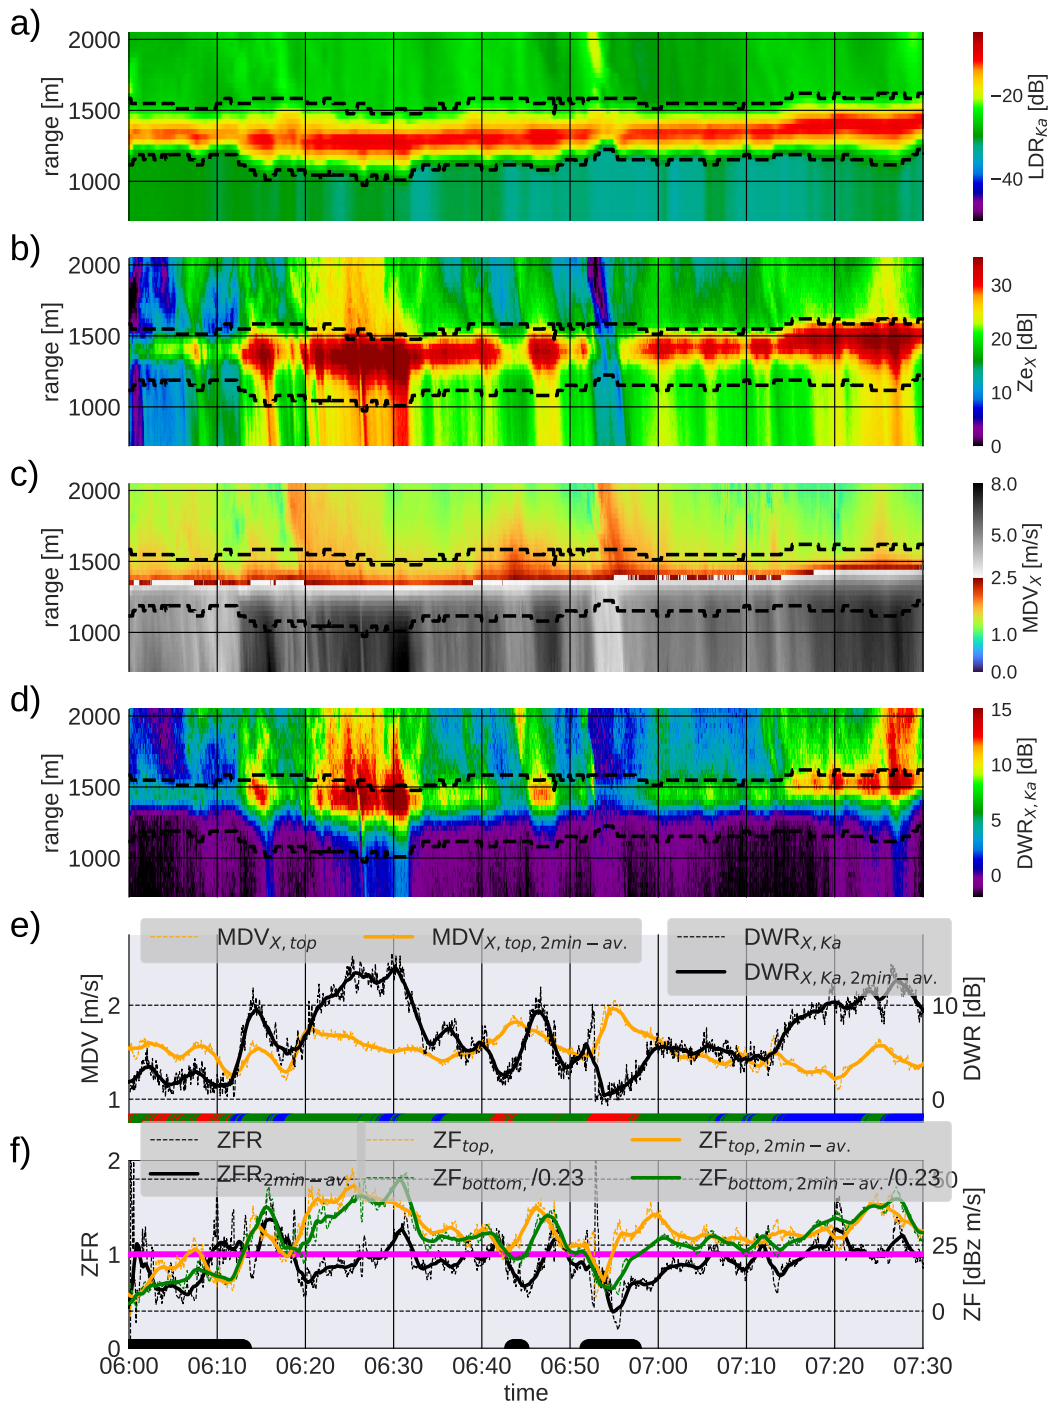 a)
2000
1500
1000
range [m]
−20
−40
LDR_Ka [dB]
b)
2000
1500
1000
range [m]
30
20
10
0
Ze_X [dB]
c)
2000
1500
1000
range [m]
8.0
5.0
2.5
1.0
0.0
MDV_X [m/s]
d)
2000
1500
1000
range [m]
15
10
5
0
DWR_X, Ka [dB]
e)
MDV_X, top
MDV_X, top, 2min−av.
DWR_X, Ka
DWR_X, Ka, 2min−av.
2
1
MDV [m/s]
10
0
DWR [dB]
f)
ZFR
ZFR_2min−av.
ZF_top,
ZF_bottom, /0.23
ZF_top, 2min−av.
ZF_bottom, 2min−av. /0.23
2
1
0
ZFR
50
25
0
ZF [dBz m/s]
06:00 06:10 06:20 06:30 06:40 06:50 07:00 07:10 07:20 07:30
time